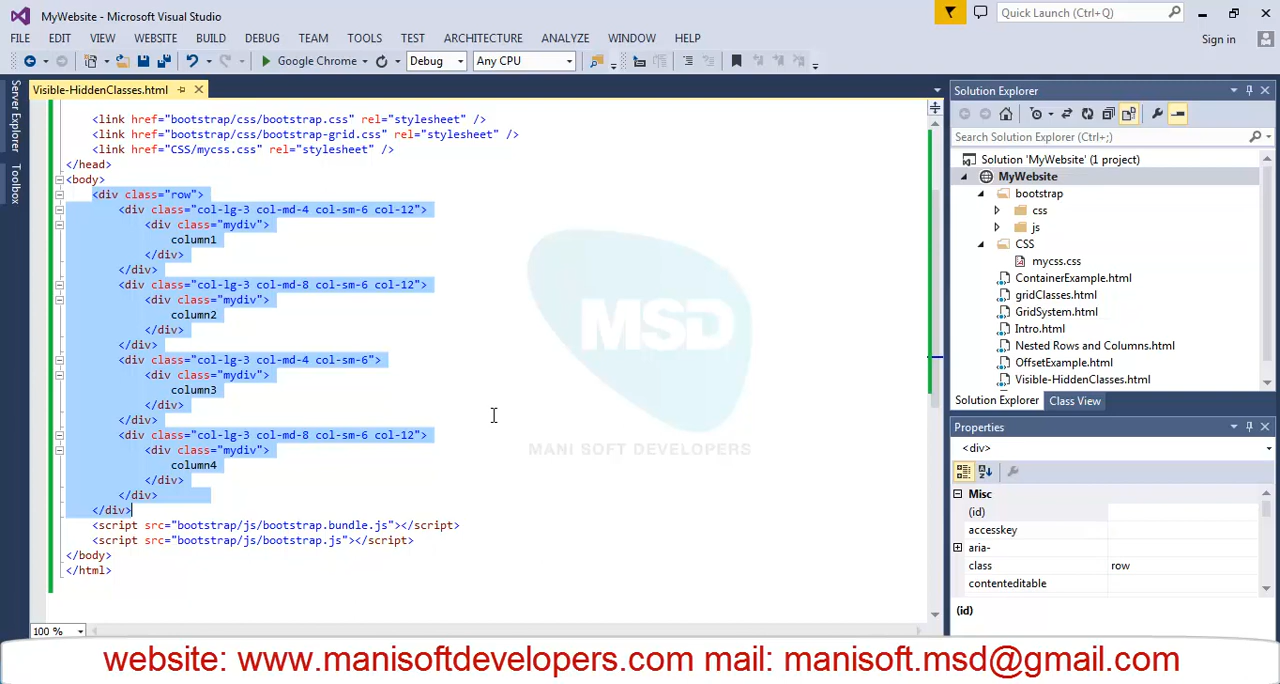 MyWebsite - Microsoft Visual Studio
Quick Launch (Ctrl+Q)
FILE EDIT VIEW WEBSITE BUILD DEBUG TEAM TOOLS TEST ARCHITECTURE ANALYZE WINDOW HELP
Sign in
Google Chrome Debug Any CPU
Server Explorer
Toolbox
Visible-HiddenClasses.html
<link href="bootstrap/css/bootstrap.css" rel="stylesheet" />
<link href="bootstrap/css/bootstrap-grid.css" rel="stylesheet" />
<link href="CSS/mycss.css" rel="stylesheet" />
</head>
<body>
<div class="row">
<div class="col-lg-3 col-md-4 col-sm-6 col-12">
<div class="mydiv">
column1
</div>
</div>
<div class="col-lg-3 col-md-8 col-sm-6 col-12">
<div class="mydiv">
column2
</div>
</div>
<div class="col-lg-3 col-md-4 col-sm-6">
<div class="mydiv">
column3
</div>
</div>
<div class="col-lg-3 col-md-8 col-sm-6 col-12">
<div class="mydiv">
column4
</div>
</div>
</div>
<script src="bootstrap/js/bootstrap.bundle.js"></script>
<script src="bootstrap/js/bootstrap.js"></script>
</body>
</html>
100 %
MSD
MANI SOFT DEVELOPERS
Solution Explorer
Search Solution Explorer (Ctrl+;)
Solution 'MyWebsite' (1 project)
MyWebsite
bootstrap
css
js
CSS
mycss.css
ContainerExample.html
gridClasses.html
GridSystem.html
Intro.html
Nested Rows and Columns.html
OffsetExample.html
Visible-HiddenClasses.html
Solution Explorer Class View
Properties
<div>
Misc
(id)
accesskey
aria-
class row
contenteditable
(id)
website: www.manisoftdevelopers.com mail: manisoft.msd@gmail.com